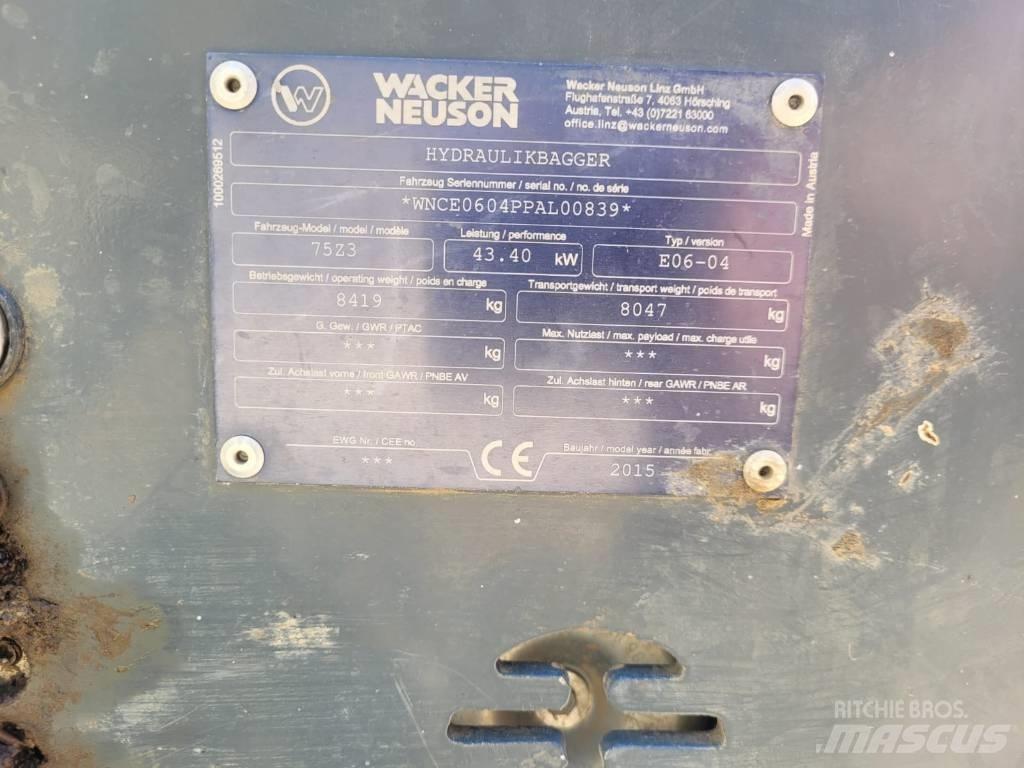 WACKER
NEUSON
Wacker Neuson Linz GmbH
Flughafenstraße 7, 4063 Hörsching
Austria, Tel. +43 (0)7221 63000
office.linz@wackerneuson.com
1000269512
Made in Austria
HYDRAULIKBAGGER
Fahrzeug Seriennummer / serial no. / no. de série
*WNCE0604PPAL00839*
Fahrzeug-Model / model / modèle
Leistung / performance
Typ / version
75Z3
43.40 kW
E06-04
Betriebsgewicht / operating weight / poids en charge
Transportgewicht / transport weight / poids de transport
8419 kg
8047 kg
G. Gew. / GWR / PTAC
Max. Nutzlast / max. payload / max. charge utile
*** kg
*** kg
Zul. Achslast vorne / front GAWR / PNBE AV
Zul. Achslast hinten / rear GAWR / PNBE AR
*** kg
*** kg
EWG Nr. / CEE no.
***
CE
Baujahr / model year / année fabr.
2015
RITCHIE BROS.
MASCUS